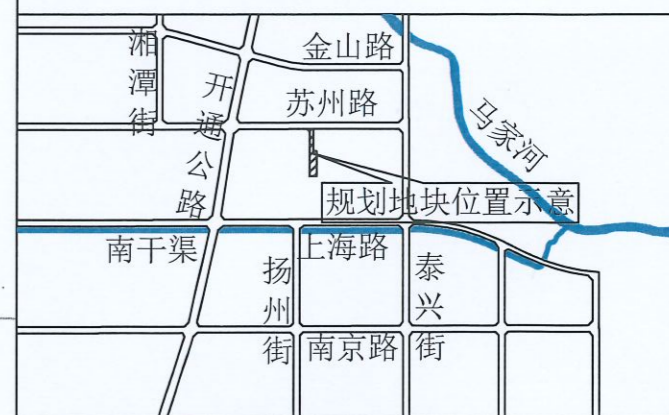 湘潭街
金山路
开通公路
苏州路
马家河
规划地块位置示意
南干渠
上海路
扬州街
泰兴街
南京路